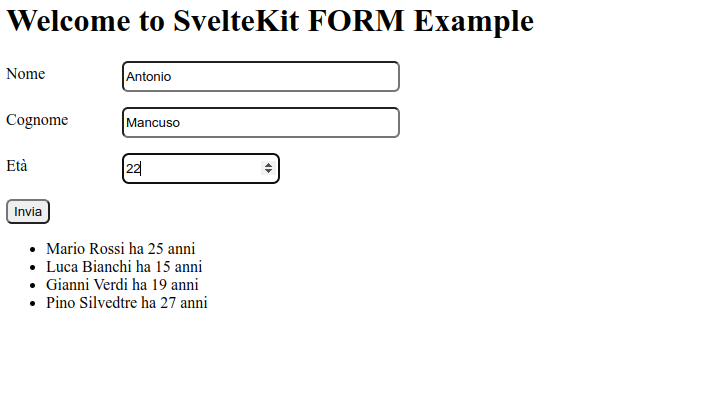 Welcome to SvelteKit FORM Example
Nome Antonio
Cognome Mancuso
Età 22
Invia
Mario Rossi ha 25 anni
Luca Bianchi ha 15 anni
Gianni Verdi ha 19 anni
Pino Silvedtre ha 27 anni